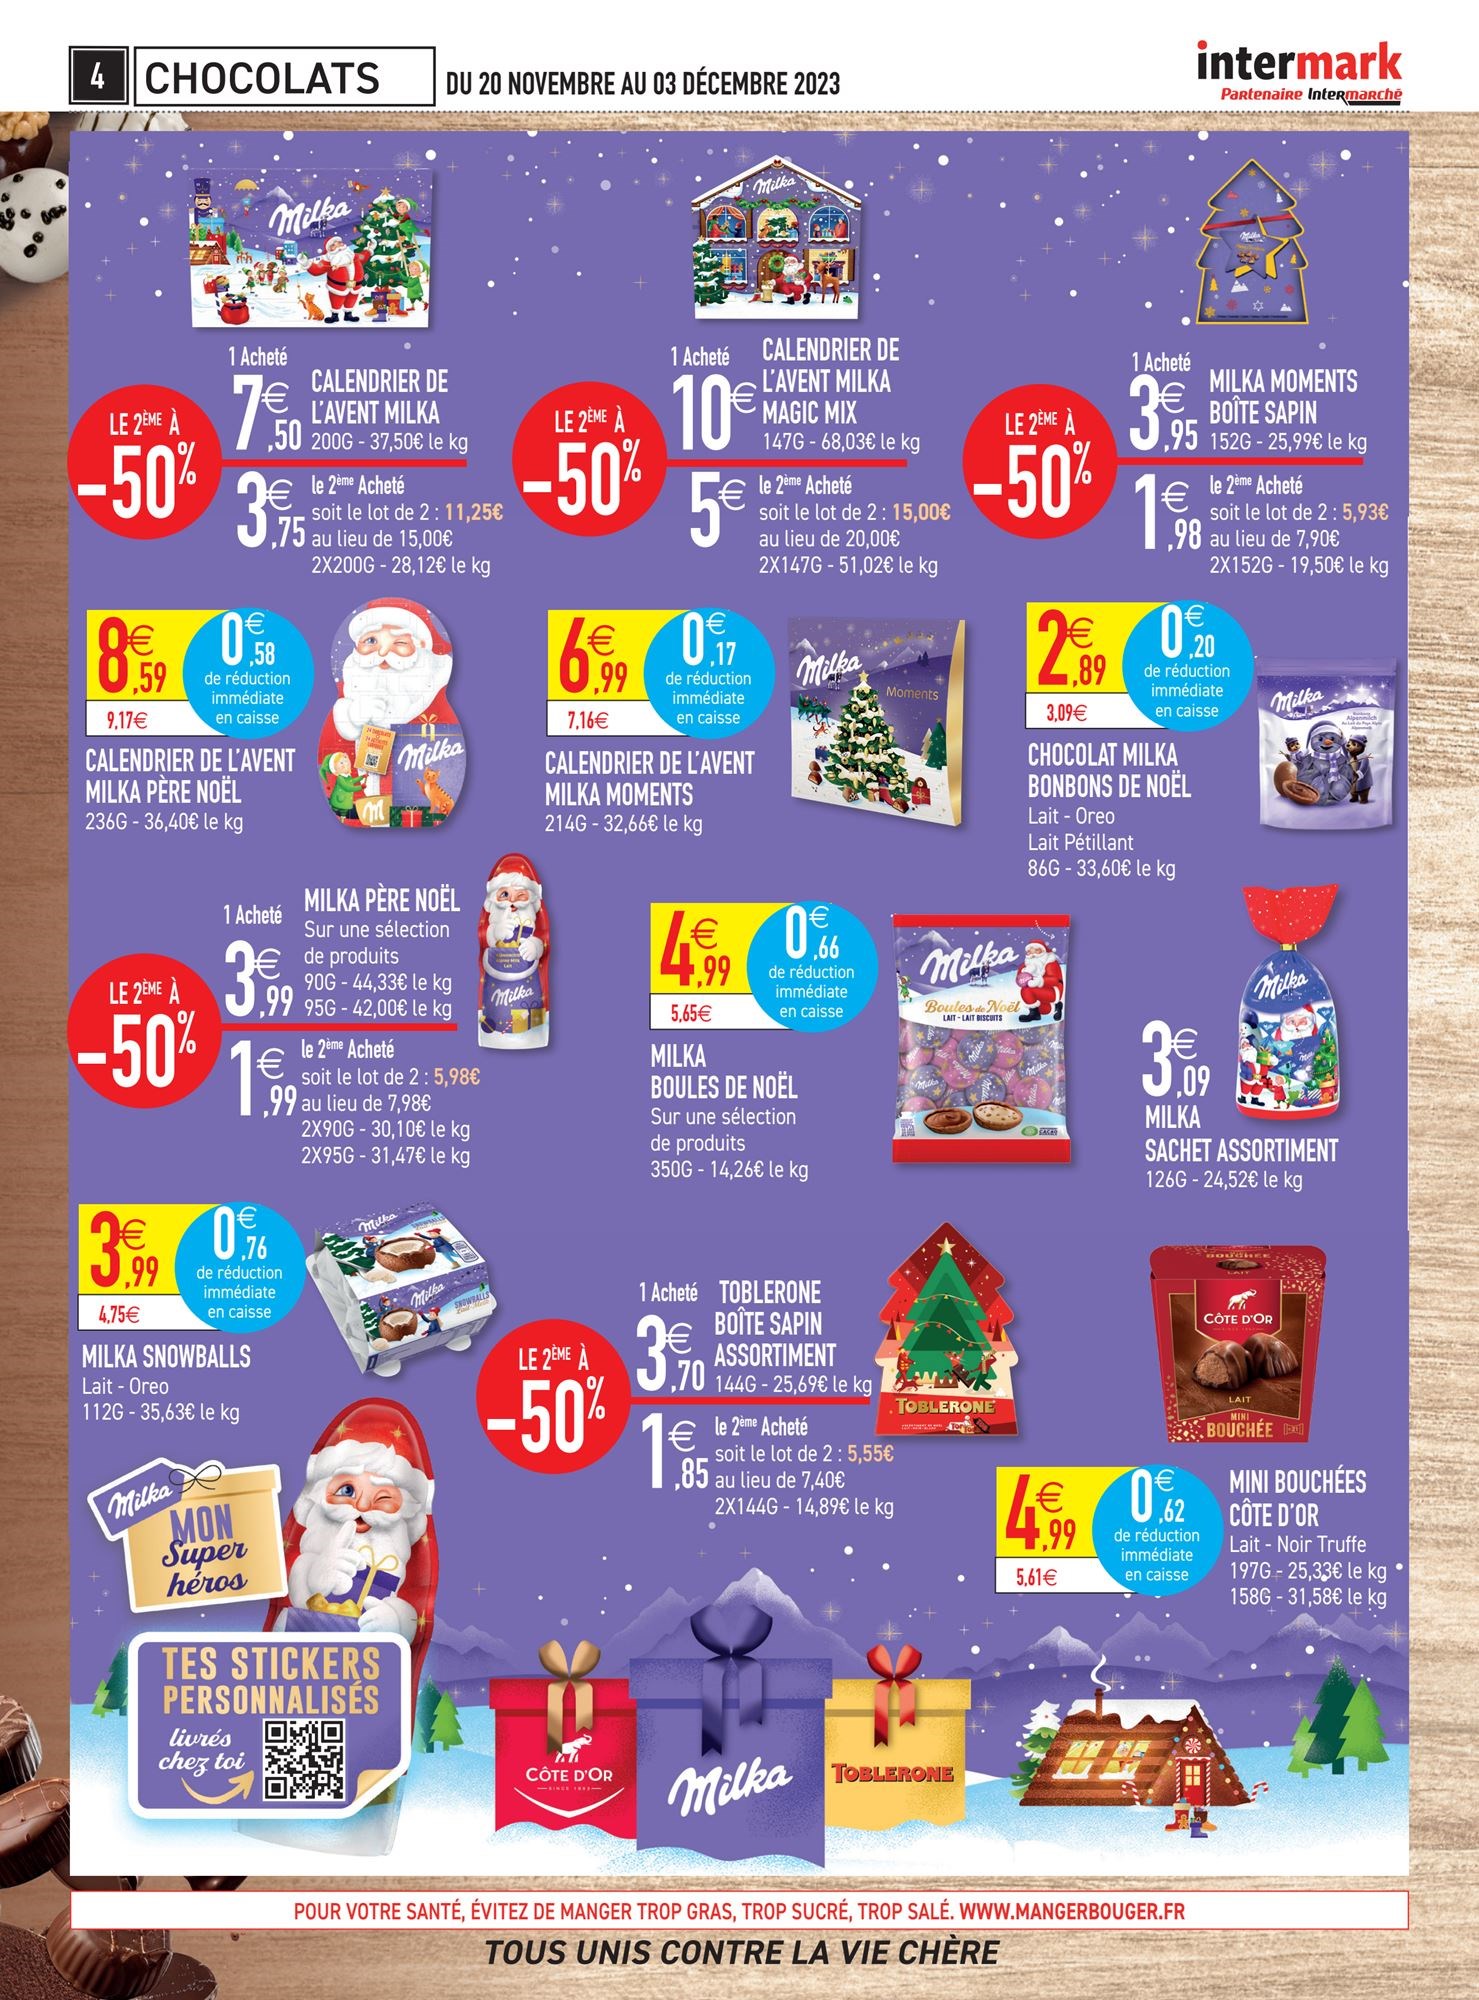 4 CHOCOLATS DU 20 NOVEMBRE AU 03 DÉCEMBRE 2023
intermark
Partenaire Intermarché
Milka
Milka
Milka
1 Acheté
7€,50
CALENDRIER DE
L'AVENT MILKA
200G - 37,50€ le kg
LE 2ÈME À
-50%
3€,75
le 2ème Acheté
soit le lot de 2 : 11,25€
au lieu de 15,00€
2X200G - 28,12€ le kg
1 Acheté
10€
CALENDRIER DE
L'AVENT MILKA
MAGIC MIX
147G - 68,03€ le kg
LE 2ÈME À
-50%
5€
le 2ème Acheté
soit le lot de 2 : 15,00€
au lieu de 20,00€
2X147G - 51,02€ le kg
1 Acheté
3€,95
MILKA MOMENTS
BOÎTE SAPIN
152G - 25,99€ le kg
LE 2ÈME À
-50%
1€,98
le 2ème Acheté
soit le lot de 2 : 5,93€
au lieu de 7,90€
2X152G - 19,50€ le kg
8€,59
9,17€
0€,58
de réduction
immédiate
en caisse
CALENDRIER DE L'AVENT
MILKA PÈRE NOËL
236G - 36,40€ le kg
Milka
6€,99
7,16€
0€,17
de réduction
immédiate
en caisse
CALENDRIER DE L'AVENT
MILKA MOMENTS
214G - 32,66€ le kg
Milka
Moments
2€,89
3,09€
0€,20
de réduction
immédiate
en caisse
CHOCOLAT MILKA
BONBONS DE NOËL
Lait - Oreo
Lait Pétillant
86G - 33,60€ le kg
Milka
1 Acheté
3€,99
MILKA PÈRE NOËL
Sur une sélection
de produits
90G - 44,33€ le kg
95G - 42,00€ le kg
LE 2ÈME À
-50%
1€,99
le 2ème Acheté
soit le lot de 2 : 5,98€
au lieu de 7,98€
2X90G - 30,10€ le kg
2X95G - 31,47€ le kg
Milka
4€,99
5,65€
0€,66
de réduction
immédiate
en caisse
MILKA
BOULES DE NOËL
Sur une sélection
de produits
350G - 14,26€ le kg
Milka
Boules de Noël
LAIT - LAIT BISCUITS
3€,09
MILKA
SACHET ASSORTIMENT
126G - 24,52€ le kg
Milka
3€,99
4,75€
0€,76
de réduction
immédiate
en caisse
MILKA SNOWBALLS
Lait - Oreo
112G - 35,63€ le kg
Milka
Milka
SNOWBALLS
1 Acheté
3€,70
TOBLERONE
BOÎTE SAPIN
ASSORTIMENT
144G - 25,69€ le kg
LE 2ÈME À
-50%
1€,85
le 2ème Acheté
soit le lot de 2 : 5,55€
au lieu de 7,40€
2X144G - 14,89€ le kg
TOBLERONE
BOUCHÉE
LAIT
CÔTE D'OR
LAIT
MINI
BOUCHÉE
4€,99
5,61€
0€,62
de réduction
immédiate
en caisse
MINI BOUCHÉES
CÔTE D'OR
Lait - Noir Truffe
197G - 25,33€ le kg
158G - 31,58€ le kg
Milka
MON
Super
héros
TES STICKERS
PERSONNALISÉS
livrés
chez toi
CÔTE D'OR
SINCE 1883
Milka
TOBLERONE
POUR VOTRE SANTÉ, ÉVITEZ DE MANGER TROP GRAS, TROP SUCRÉ, TROP SALÉ. WWW.MANGERBOUGER.FR
TOUS UNIS CONTRE LA VIE CHÈRE